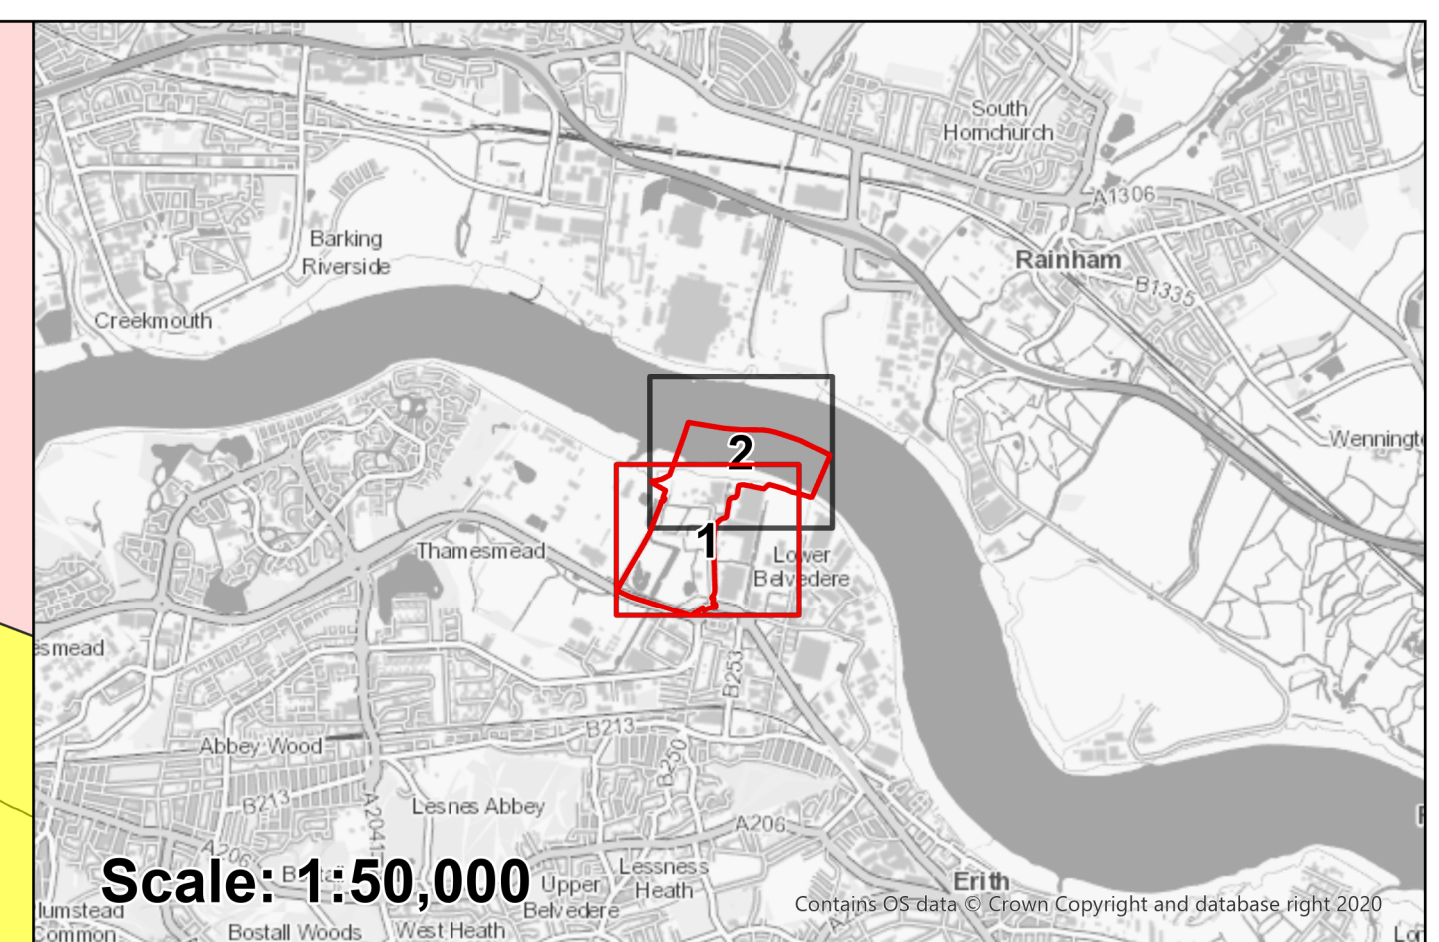 South
Hornchurch
A1306
Barking
Riverside
Rainham
B1335
Creekmouth
2
1
Thamesmead
Lower
Belvedere
esmead
B253
B213
Abbey Wood
B250
B213
A2041
Lesnes Abbey
A206
A206
Scale: 1:50,000
Lessness
Heath
Upper
Belvedere
Erith
Contains OS data © Crown Copyright and database right 2020
lumstead
Common
Bostall Woods
West Heath